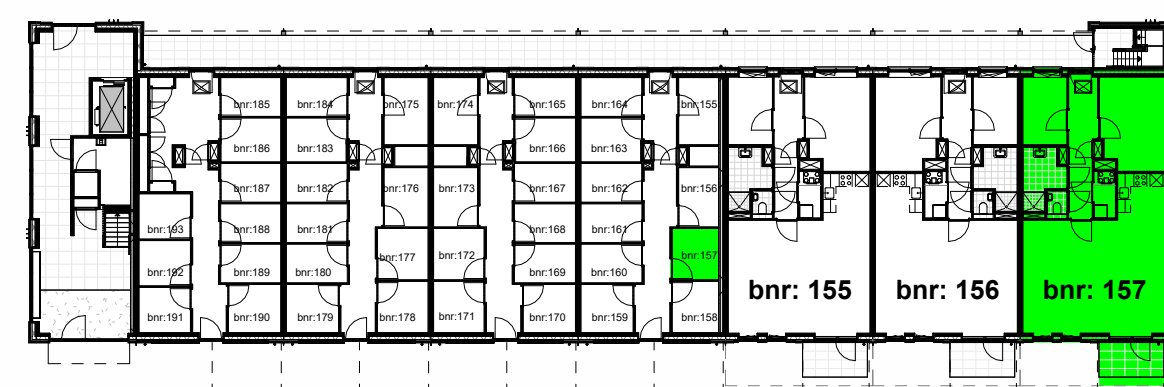 bnr:185 bnr:184 bnr:175 bnr:174 bnr:165 bnr:164 bnr:155
bnr:186 bnr:183 bnr:166 bnr:163
bnr:187 bnr:182 bnr:176 bnr:173 bnr:167 bnr:162 bnr:156
bnr:193 bnr:188 bnr:181 bnr:168 bnr:161
bnr:177 bnr:172 bnr:157
bnr:192 bnr:189 bnr:180 bnr:169 bnr:160
bnr: 155 bnr: 156 bnr: 157
bnr:191 bnr:190 bnr:179 bnr:178 bnr:171 bnr:170 bnr:159 bnr:158